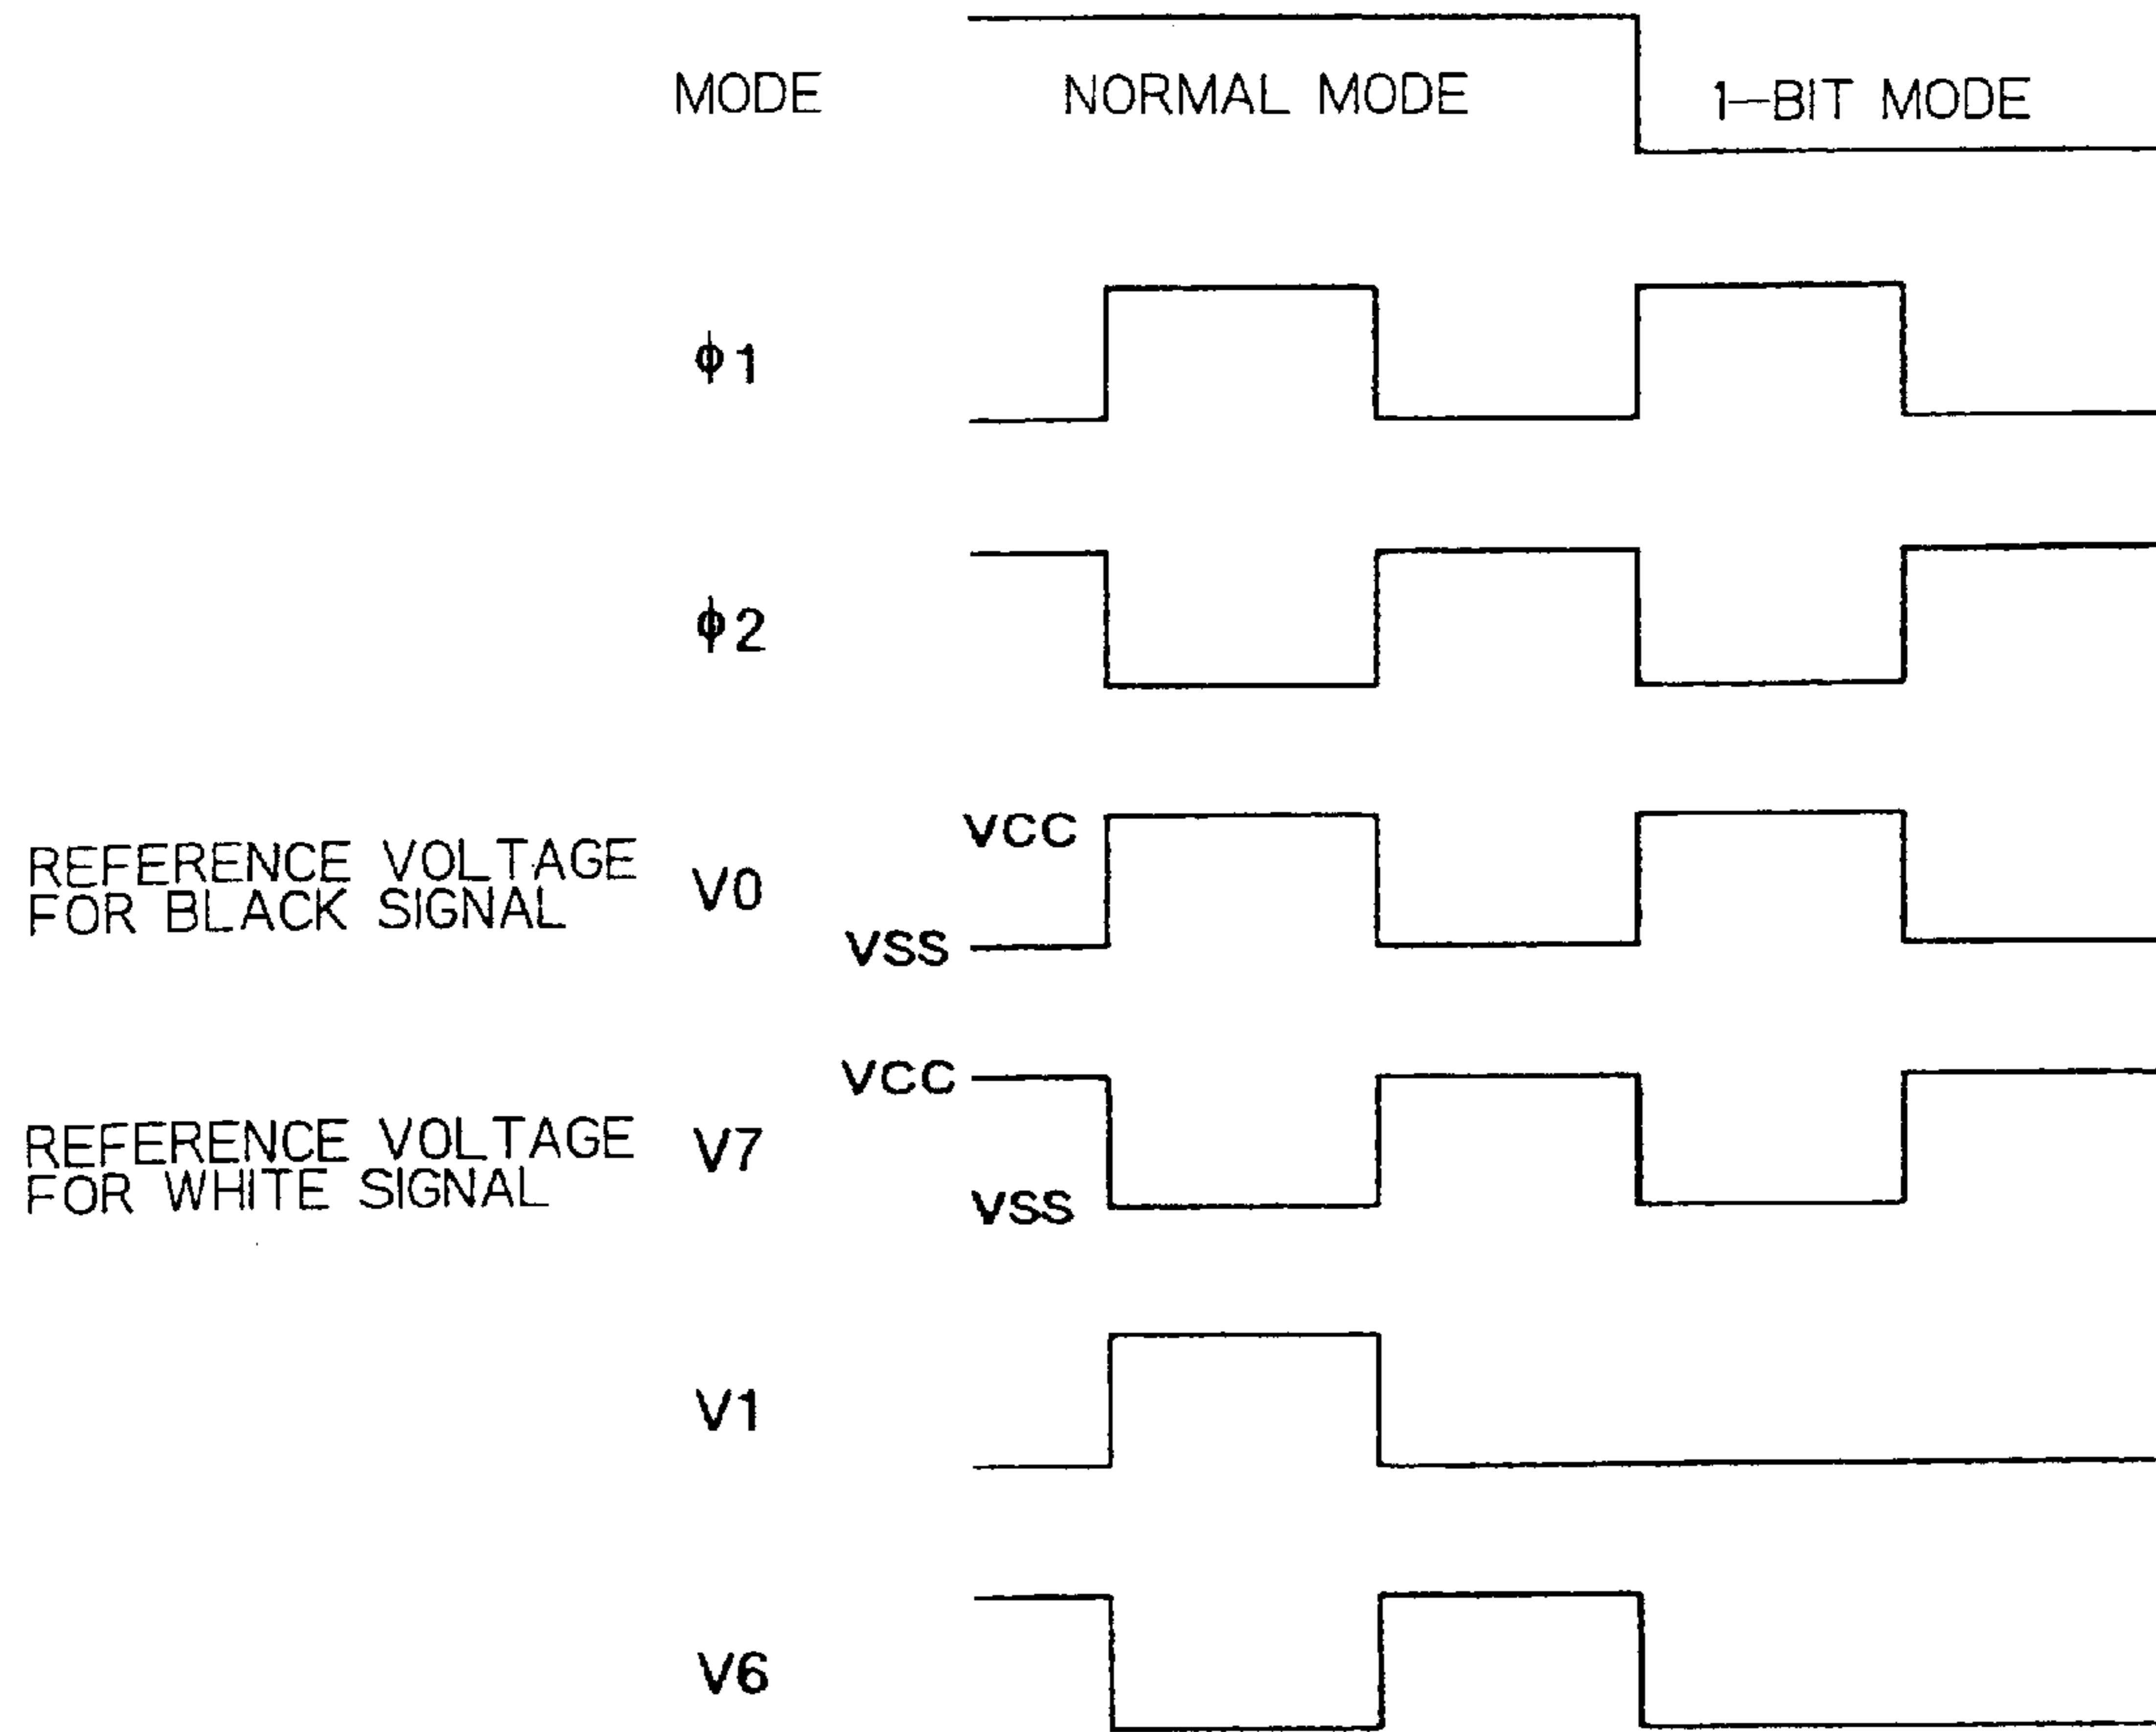 MODE NORMAL MODE 1-BIT MODE
ϕ1
ϕ2
REFERENCE VOLTAGE
FOR BLACK SIGNAL
V0
VCC
VSS
REFERENCE VOLTAGE
FOR WHITE SIGNAL
V7
VCC
VSS
V1
V6